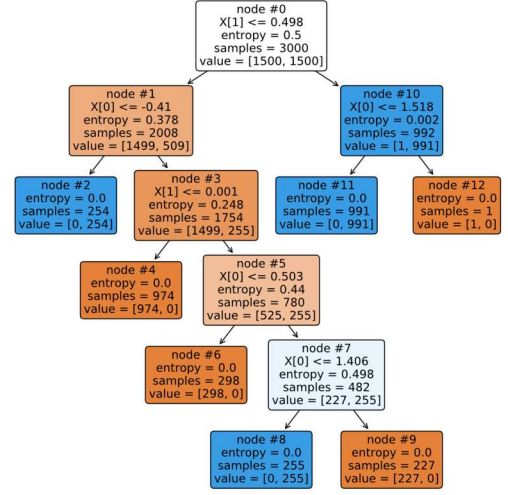 node #0
X[1] <= 0.498
entropy = 0.5
samples = 3000
value = [1500, 1500]
node #1
X[0] <= -0.41
entropy = 0.378
samples = 2008
value = [1499, 509]
node #10
X[0] <= 1.518
entropy = 0.002
samples = 992
value = [1, 991]
node #2
entropy = 0.0
samples = 254
value = [0, 254]
node #3
X[1] <= 0.001
entropy = 0.248
samples = 1754
value = [1499, 255]
node #11
entropy = 0.0
samples = 991
value = [0, 991]
node #12
entropy = 0.0
samples = 1
value = [1, 0]
node #4
entropy = 0.0
samples = 974
value = [974, 0]
node #5
X[0] <= 0.503
entropy = 0.44
samples = 780
value = [525, 255]
node #6
entropy = 0.0
samples = 298
value = [298, 0]
node #7
X[0] <= 1.406
entropy = 0.498
samples = 482
value = [227, 255]
node #8
entropy = 0.0
samples = 255
value = [0, 255]
node #9
entropy = 0.0
samples = 227
value = [227, 0]